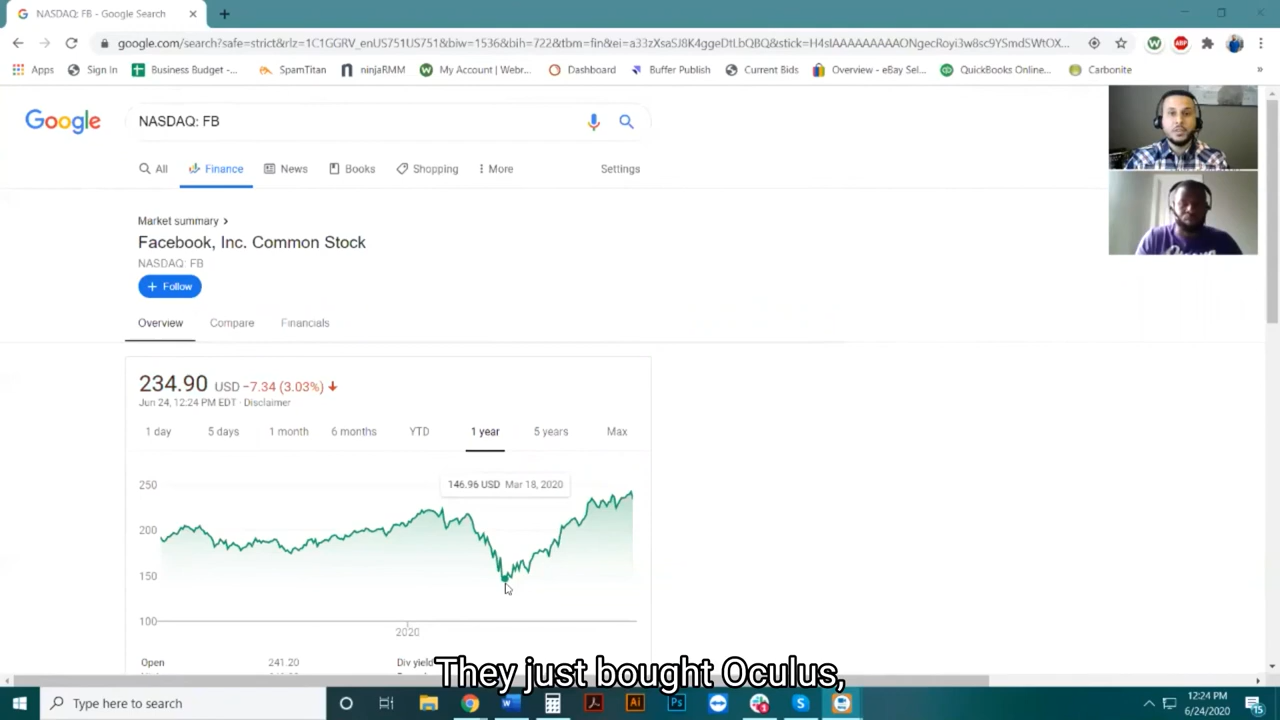 NASDAQ: FB - Google Search
google.com/search?safe=strict&rlz=1C1GGRV_enUS751US751&biw=1536&bih=722&tbm=fin&ei=a33zXsaSJ8K4ggeDtLbQBQ&stick=H4sIAAAAAAAAONgecRoyi3w8sc9YSmdSWtOX...
Apps
Sign In
Business Budget -...
SpamTitan
ninjaRMM
My Account | Webr...
Dashboard
Buffer Publish
Current Bids
Overview - eBay Sel...
QuickBooks Online...
Carbonite
»
Google
NASDAQ: FB
All
Finance
News
Books
Shopping
More
Settings
Market summary >
Facebook, Inc. Common Stock
NASDAQ: FB
+ Follow
Overview
Compare
Financials
234.90 USD −7.34 (3.03%) ↓
Jun 24, 12:24 PM EDT · Disclaimer
1 day
5 days
1 month
6 months
YTD
1 year
5 years
Max
146.96 USD Mar 18, 2020
250
200
150
100
2020
Open 241.20 Div yield
They just bought Oculus,
Type here to search
12:24 PM
6/24/2020
15